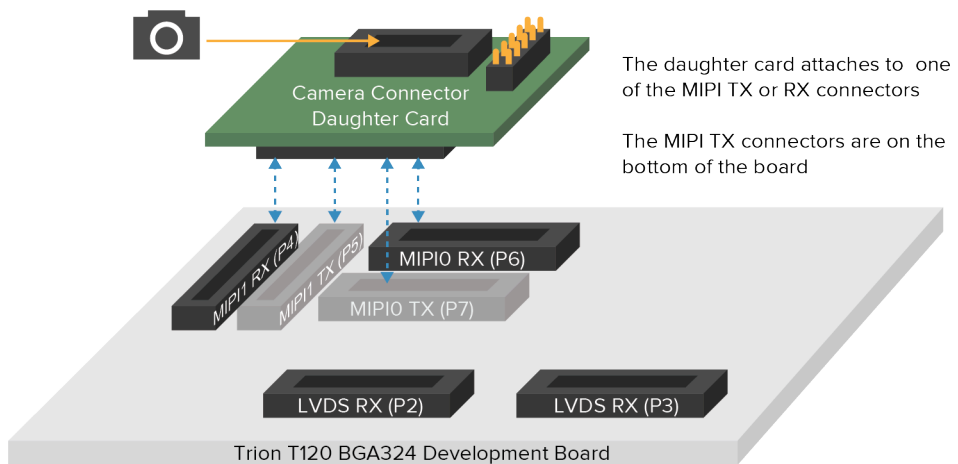 The daughter card attaches to one
of the MIPI TX or RX connectors
The MIPI TX connectors are on the
bottom of the board
Camera Connector
Daughter Card
MIPI1 RX (P4)
MIPI1 TX (P5)
MIPI0 RX (P6)
MIPI0 TX (P7)
LVDS RX (P2)
LVDS RX (P3)
Trion T120 BGA324 Development Board